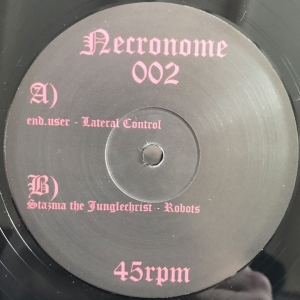 Necronome
002
A)
end.user - Lateral Control
B)
Stazma the Junglechrist - Robots
45rpm